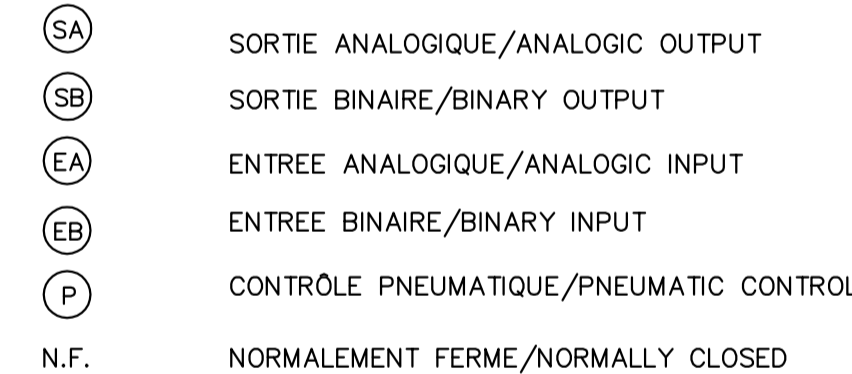 SA SORTIE ANALOGIQUE/ANALOGIC OUTPUT
SB SORTIE BINAIRE/BINARY OUTPUT
EA ENTREE ANALOGIQUE/ANALOGIC INPUT
EB ENTREE BINAIRE/BINARY INPUT
P CONTRÔLE PNEUMATIQUE/PNEUMATIC CONTROL
N.F. NORMALEMENT FERME/NORMALLY CLOSED